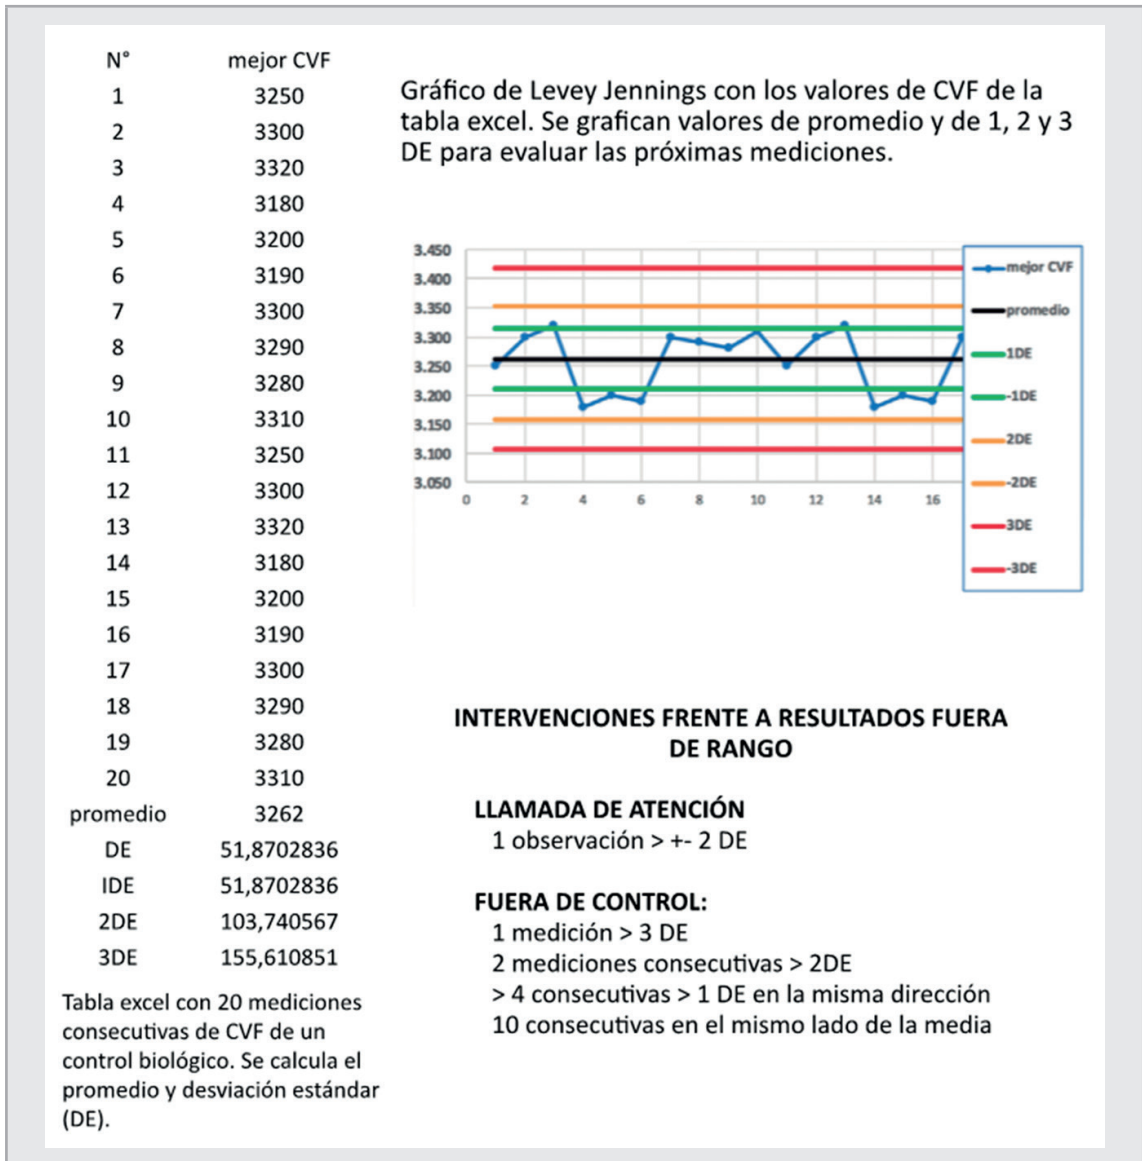 N° mejor CVF
1 3250
2 3300
3 3320
4 3180
5 3200
6 3190
7 3300
8 3290
9 3280
10 3310
11 3250
12 3300
13 3320
14 3180
15 3200
16 3190
17 3300
18 3290
19 3280
20 3310
promedio 3262
DE 51,8702836
IDE 51,8702836
2DE 103,740567
3DE 155,610851
Tabla excel con 20 mediciones
consecutivas de CVF de un
control biológico. Se calcula el
promedio y desviación estándar
(DE).
Gráfico de Levey Jennings con los valores de CVF de la
tabla excel. Se grafican valores de promedio y de 1, 2 y 3
DE para evaluar las próximas mediciones.
3.450
3.400
3.350
3.300
3.250
3.200
3.150
3.100
3.050
0 2 4 6 8 10 12 14 16
mejor CVF
promedio
1DE
-1DE
2DE
-2DE
3DE
-3DE
INTERVENCIONES FRENTE A RESULTADOS FUERA
DE RANGO
LLAMADA DE ATENCIÓN
1 observación > +- 2 DE
FUERA DE CONTROL:
1 medición > 3 DE
2 mediciones consecutivas > 2DE
> 4 consecutivas > 1 DE en la misma dirección
10 consecutivas en el mismo lado de la media